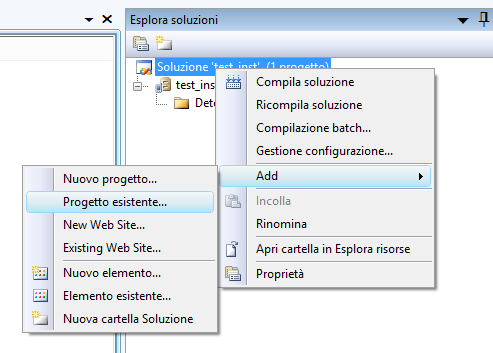 Esplora soluzioni
Soluzione 'test_inst' (1 progetto)
test_ins
Dete
Compila soluzione
Ricompila soluzione
Compilazione batch...
Gestione configurazione...
Add
Incolla
Rinomina
Apri cartella in Esplora risorse
Proprietà
Nuovo progetto...
Progetto esistente...
New Web Site...
Existing Web Site...
Nuovo elemento...
Elemento esistente...
Nuova cartella Soluzione